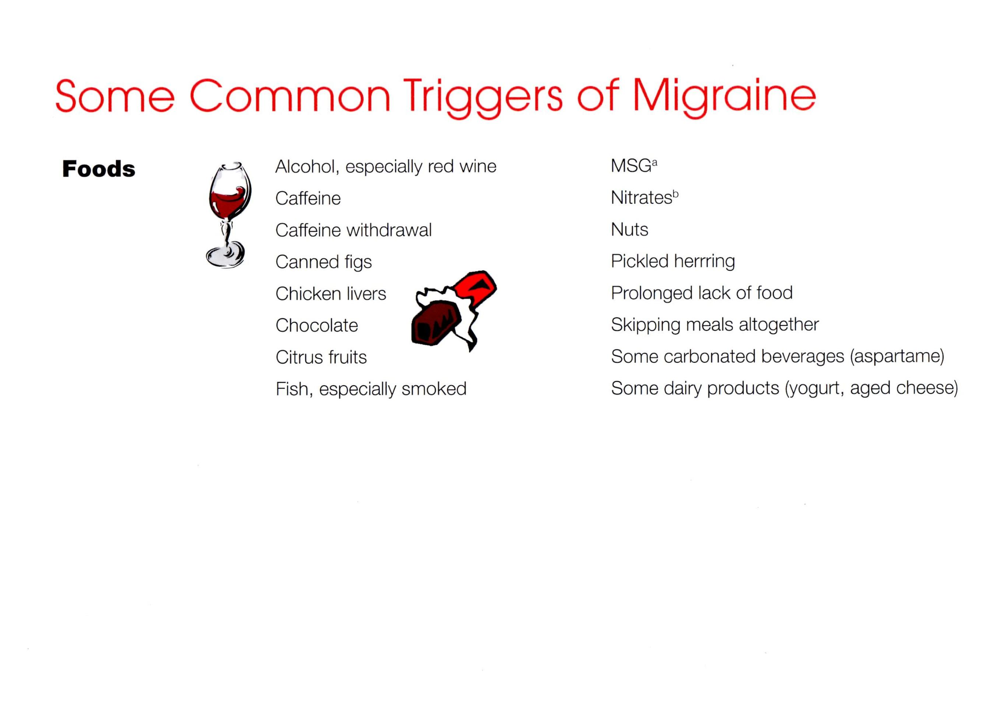 Some Common Triggers of Migraine
Foods
Alcohol, especially red wine
Caffeine
Caffeine withdrawal
Canned figs
Chicken livers
Chocolate
Citrus fruits
Fish, especially smoked
MSGᵃ
Nitratesᵇ
Nuts
Pickled herrring
Prolonged lack of food
Skipping meals altogether
Some carbonated beverages (aspartame)
Some dairy products (yogurt, aged cheese)